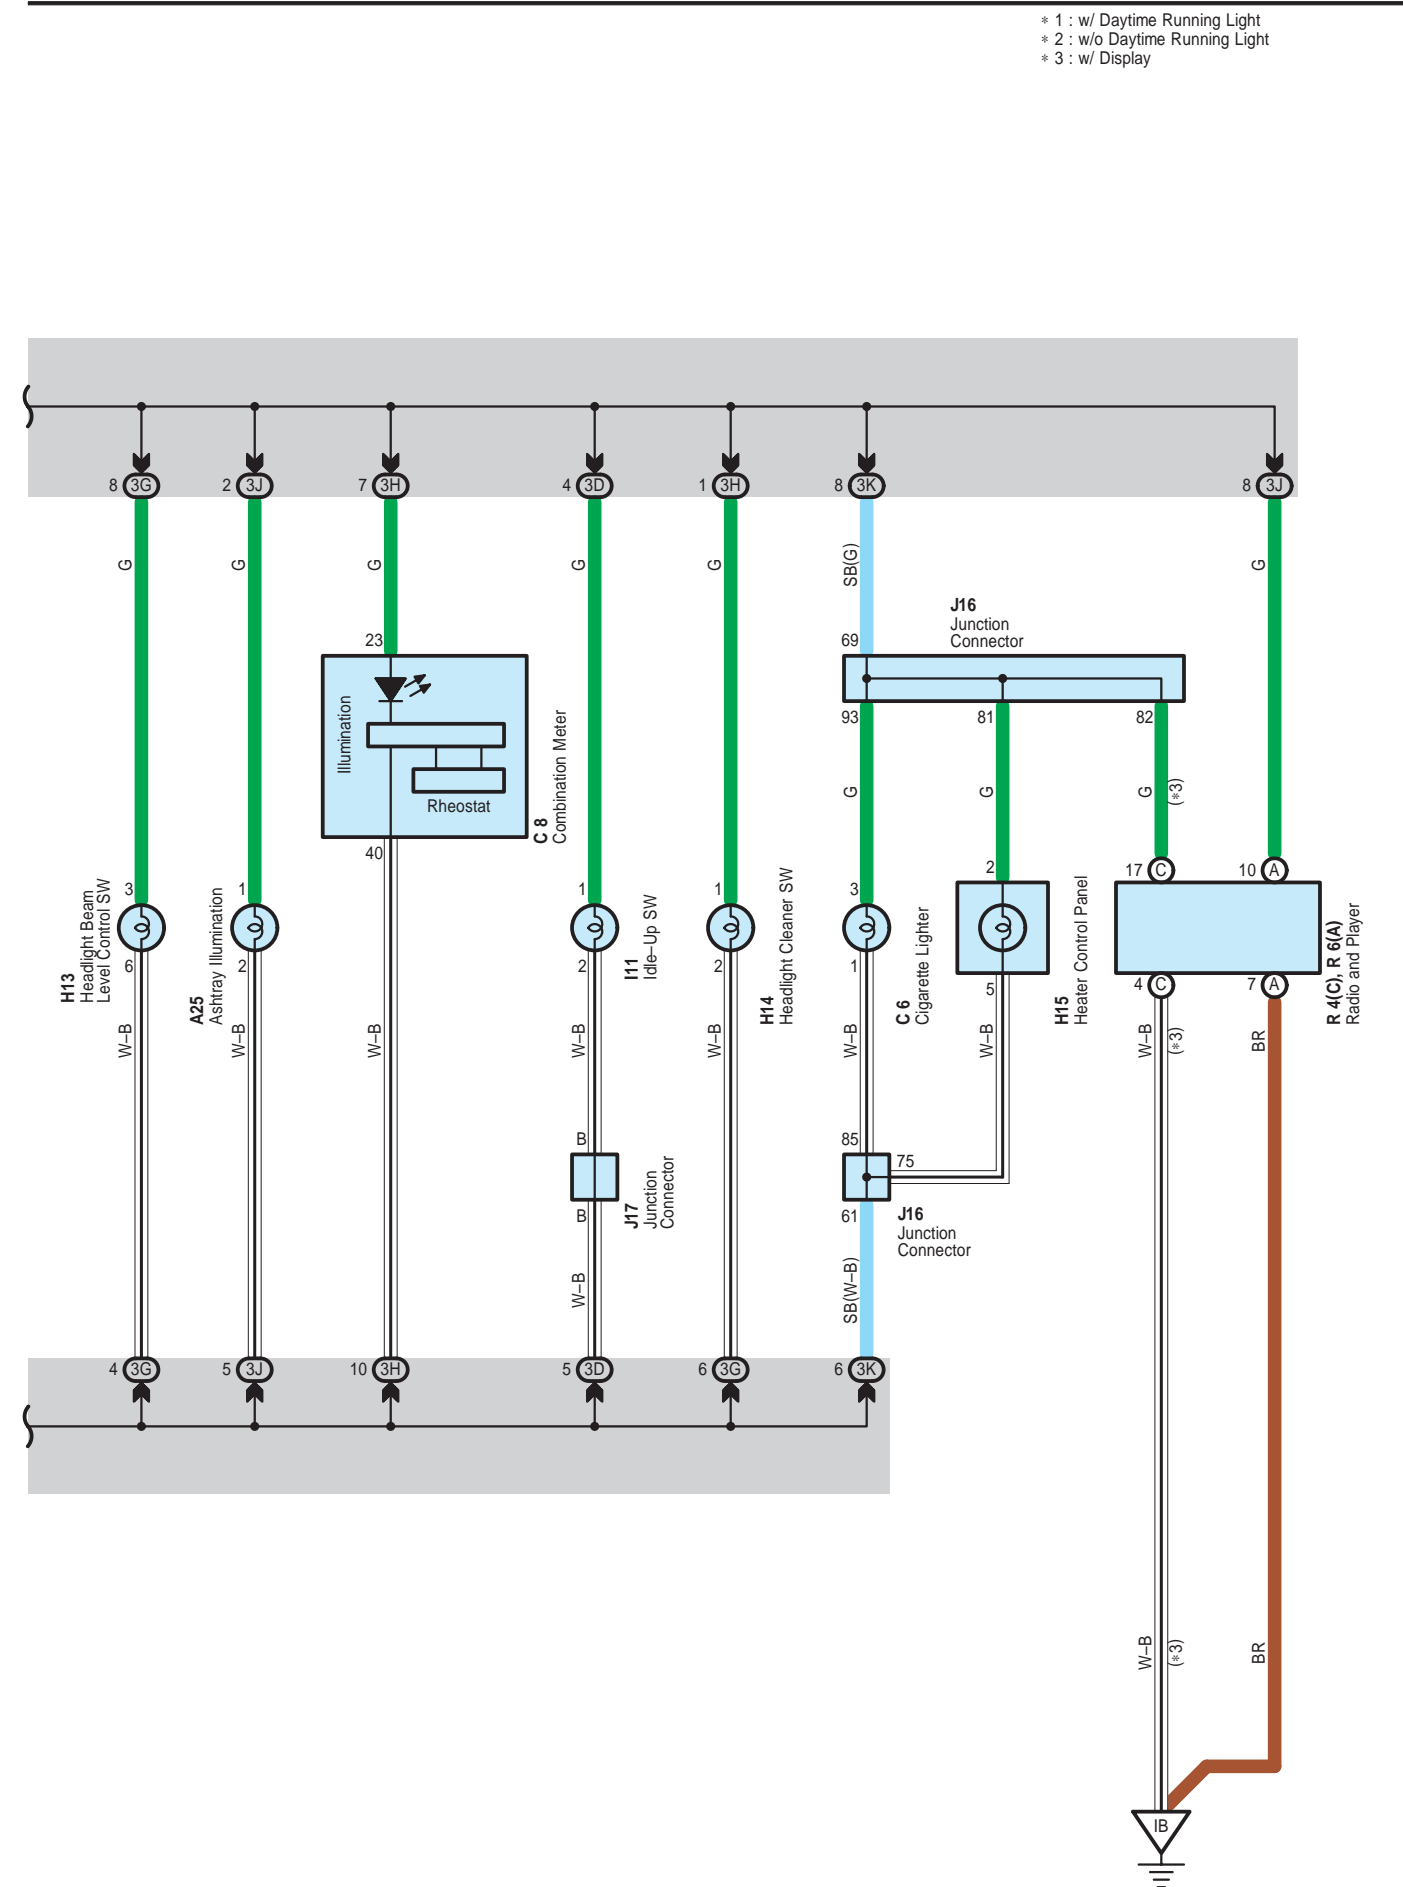 * 1 : w/ Daytime Running Light
* 2 : w/o Daytime Running Light
* 3 : w/ Display
8 3G
2 3J
7 3H
4 3D
1 3H
8 3K
8 3J
G
G
G
G
G
SB(G)
G
J16
Junction
Connector
23
69
93
81
82
Illumination
Rheostat
C 8
Combination Meter
G
G
G
(*3)
40
3
1
1
1
3
2
17 C
10 A
H13
Headlight Beam
Level Control SW
A25
Ashtray Illumination
I11
Idle–Up SW
H14
Headlight Cleaner SW
C 6
Cigarette Lighter
H15
Heater Control Panel
R 4(C), R 6(A)
Radio and Player
6
2
2
2
1
5
4 C
7 A
W–B
W–B
W–B
W–B
W–B
W–B
W–B
W–B
(*3)
BR
B
85
75
B
61
J17
Junction
Connector
J16
Junction
Connector
W–B
SB(W–B)
4 3G
5 3J
10 3H
5 3D
6 3G
6 3K
W–B
(*3)
BR
IB